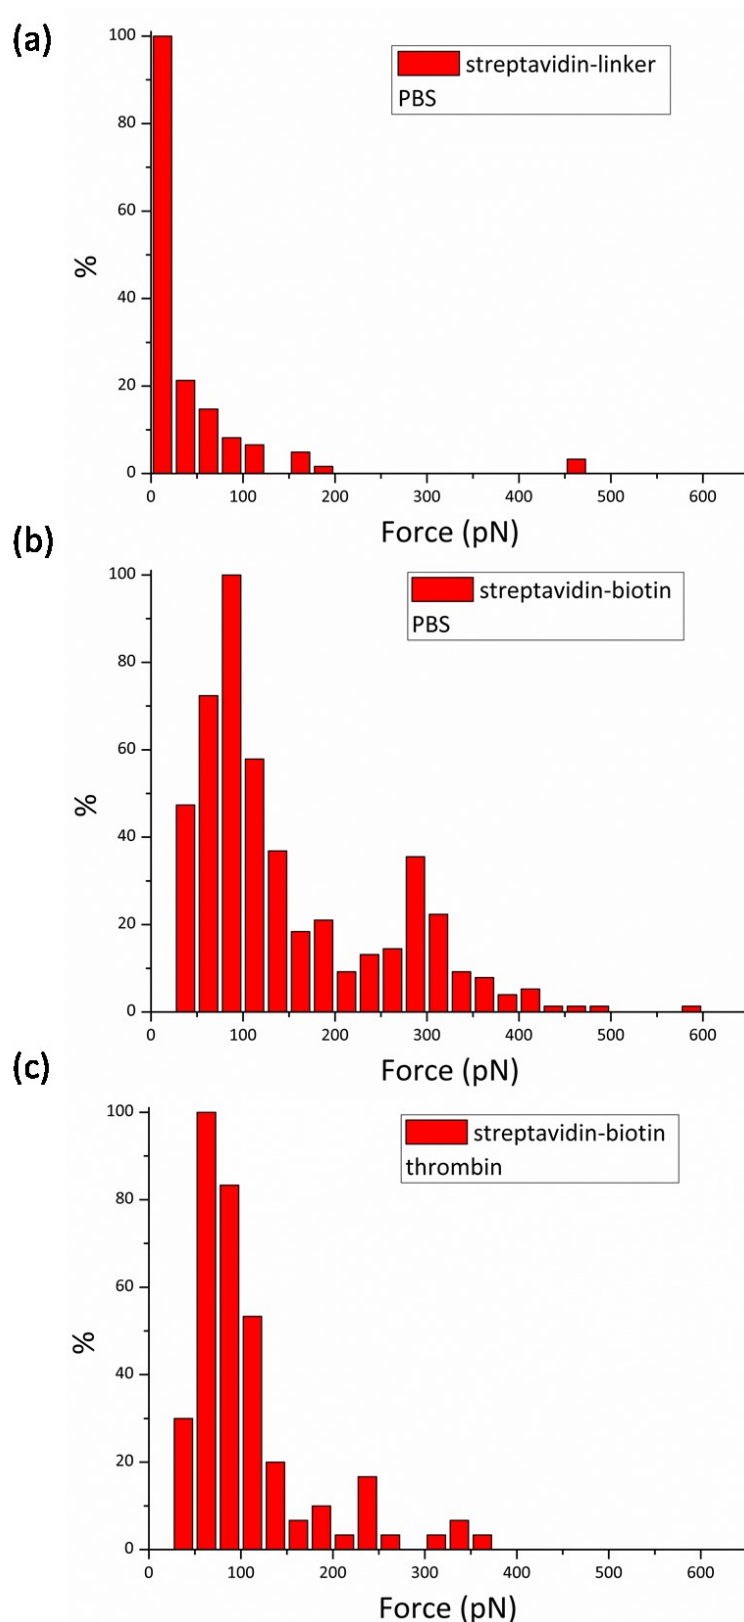 (a)
streptavidin-linker
PBS
100
80
60
40
20
0
%
0 100 200 300 400 500 600
Force (pN)
(b)
streptavidin-biotin
PBS
100
80
60
40
20
0
%
0 100 200 300 400 500 600
Force (pN)
(c)
streptavidin-biotin
thrombin
100
80
60
40
20
0
%
0 100 200 300 400 500 600
Force (pN)